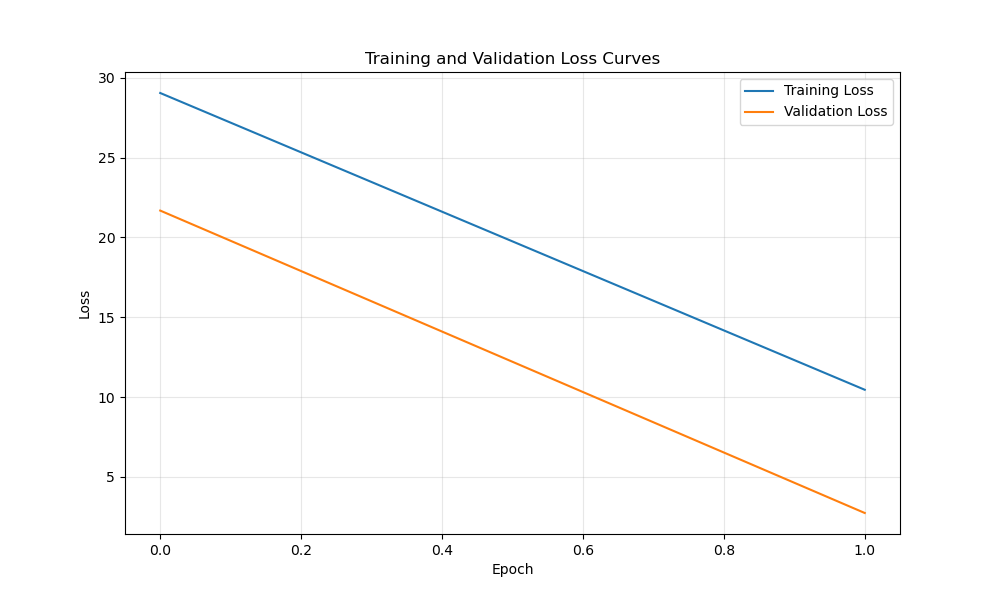 Training and Validation Loss Curves
Training Loss
Validation Loss
30
25
20
15
10
5
Loss
0.0 0.2 0.4 0.6 0.8 1.0
Epoch